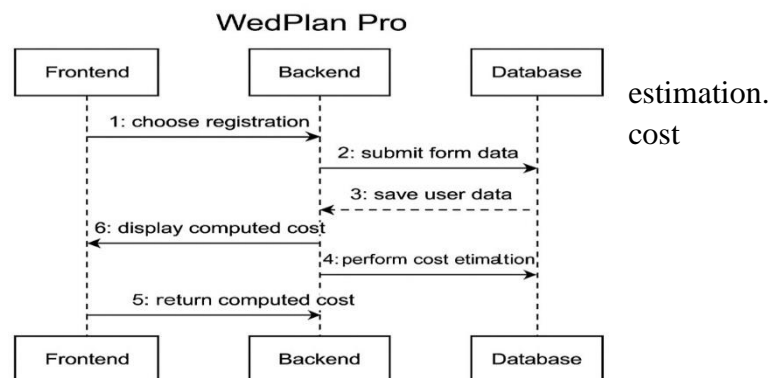 WedPlan Pro
Frontend
Backend
Database
estimation.
cost
1: choose registration
2: submit form data
3: save user data
6: display computed cost
4: perform cost etimaltion
5: return computed cost
Frontend
Backend
Database